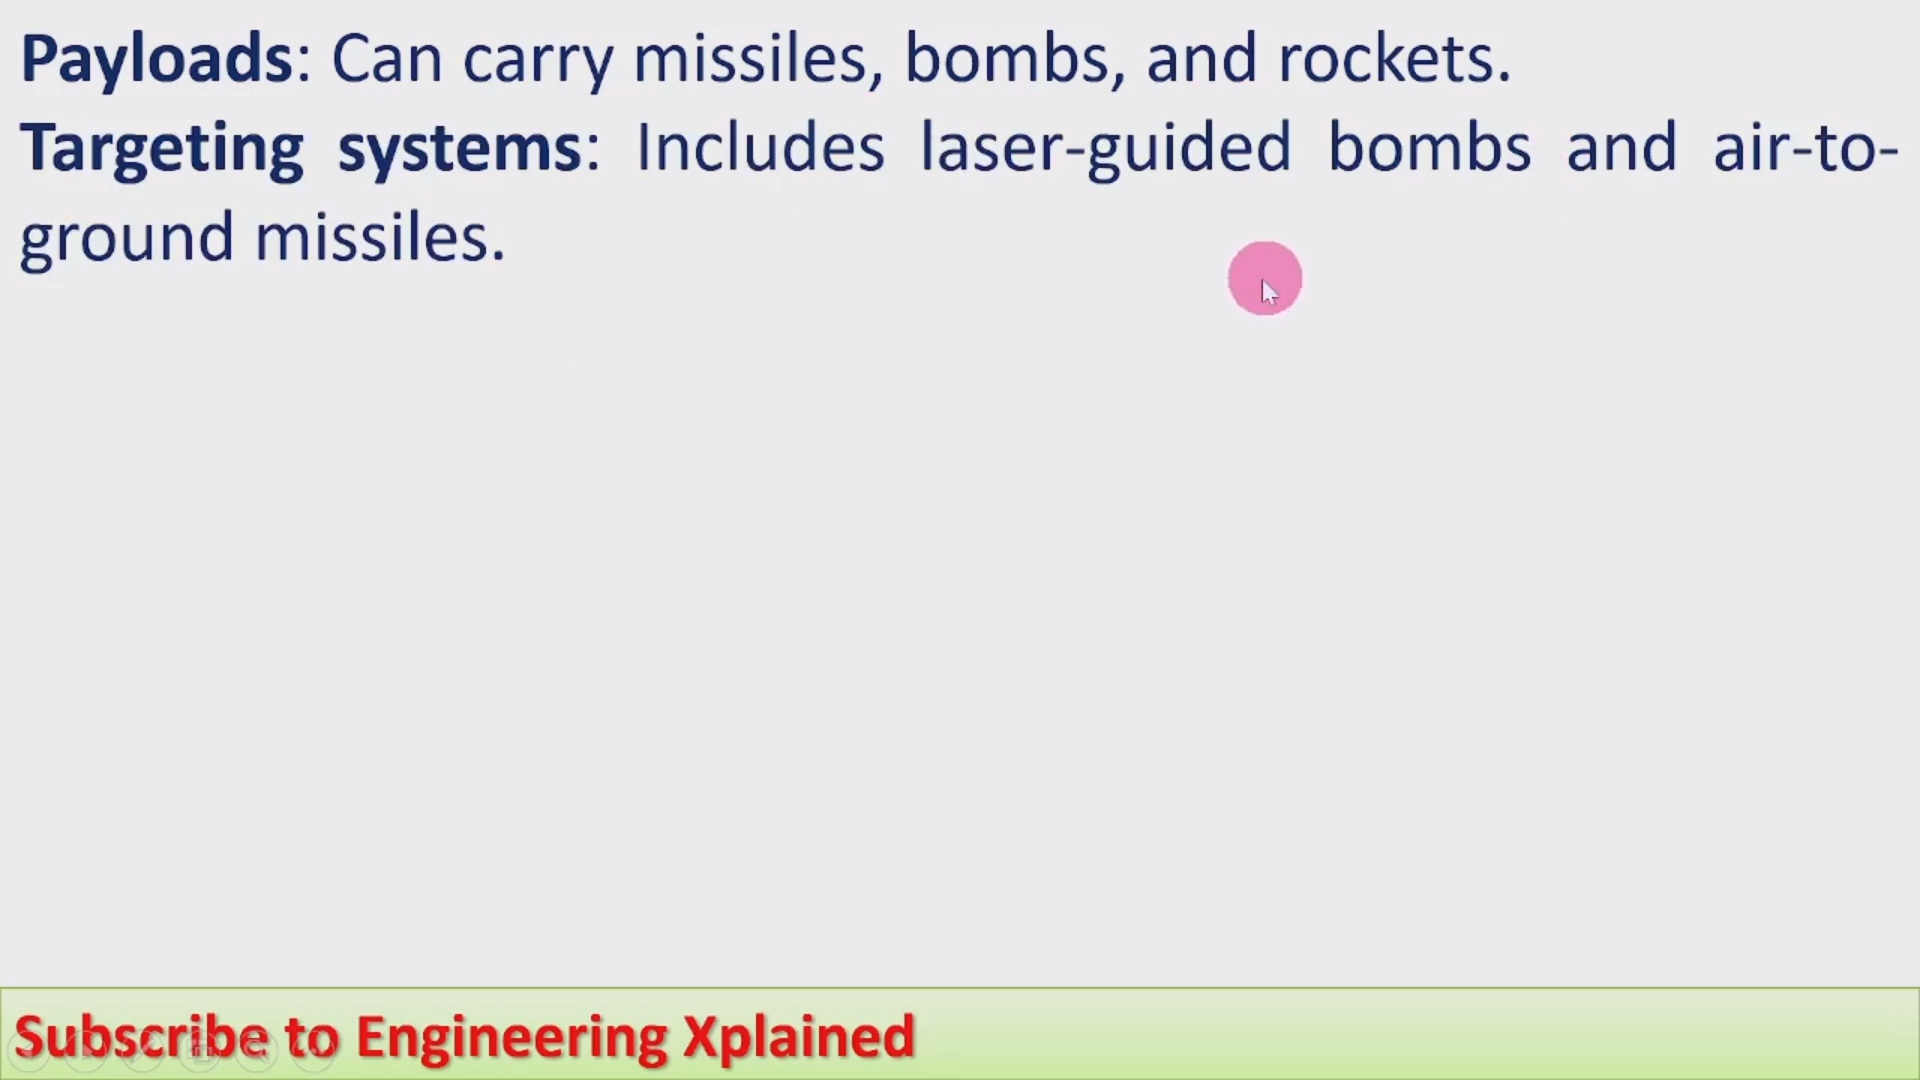 Payloads: Can carry missiles, bombs, and rockets.
Targeting systems: Includes laser-guided bombs and air-to-
ground missiles.
Subscribe to Engineering Xplained